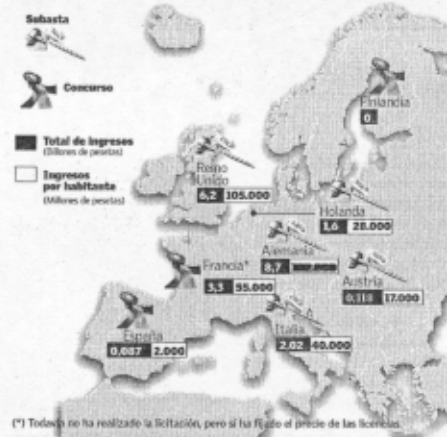 Subasta
Concurso
Total de ingresos
(Billones de pesetas)
Ingresos
por habitante
(Millones de pesetas)
Finlandia
0
Reino
Unido
6,2 105.000
Holanda
1,6 28.000
Alemania
8,7
Francia*
3,3 55.000
Austria
0,118 17.000
Italia
2,02 40.000
España
0,087 2.000
(*) Todavía no ha realizado la licitación, pero sí ha fijado el precio de las licencias